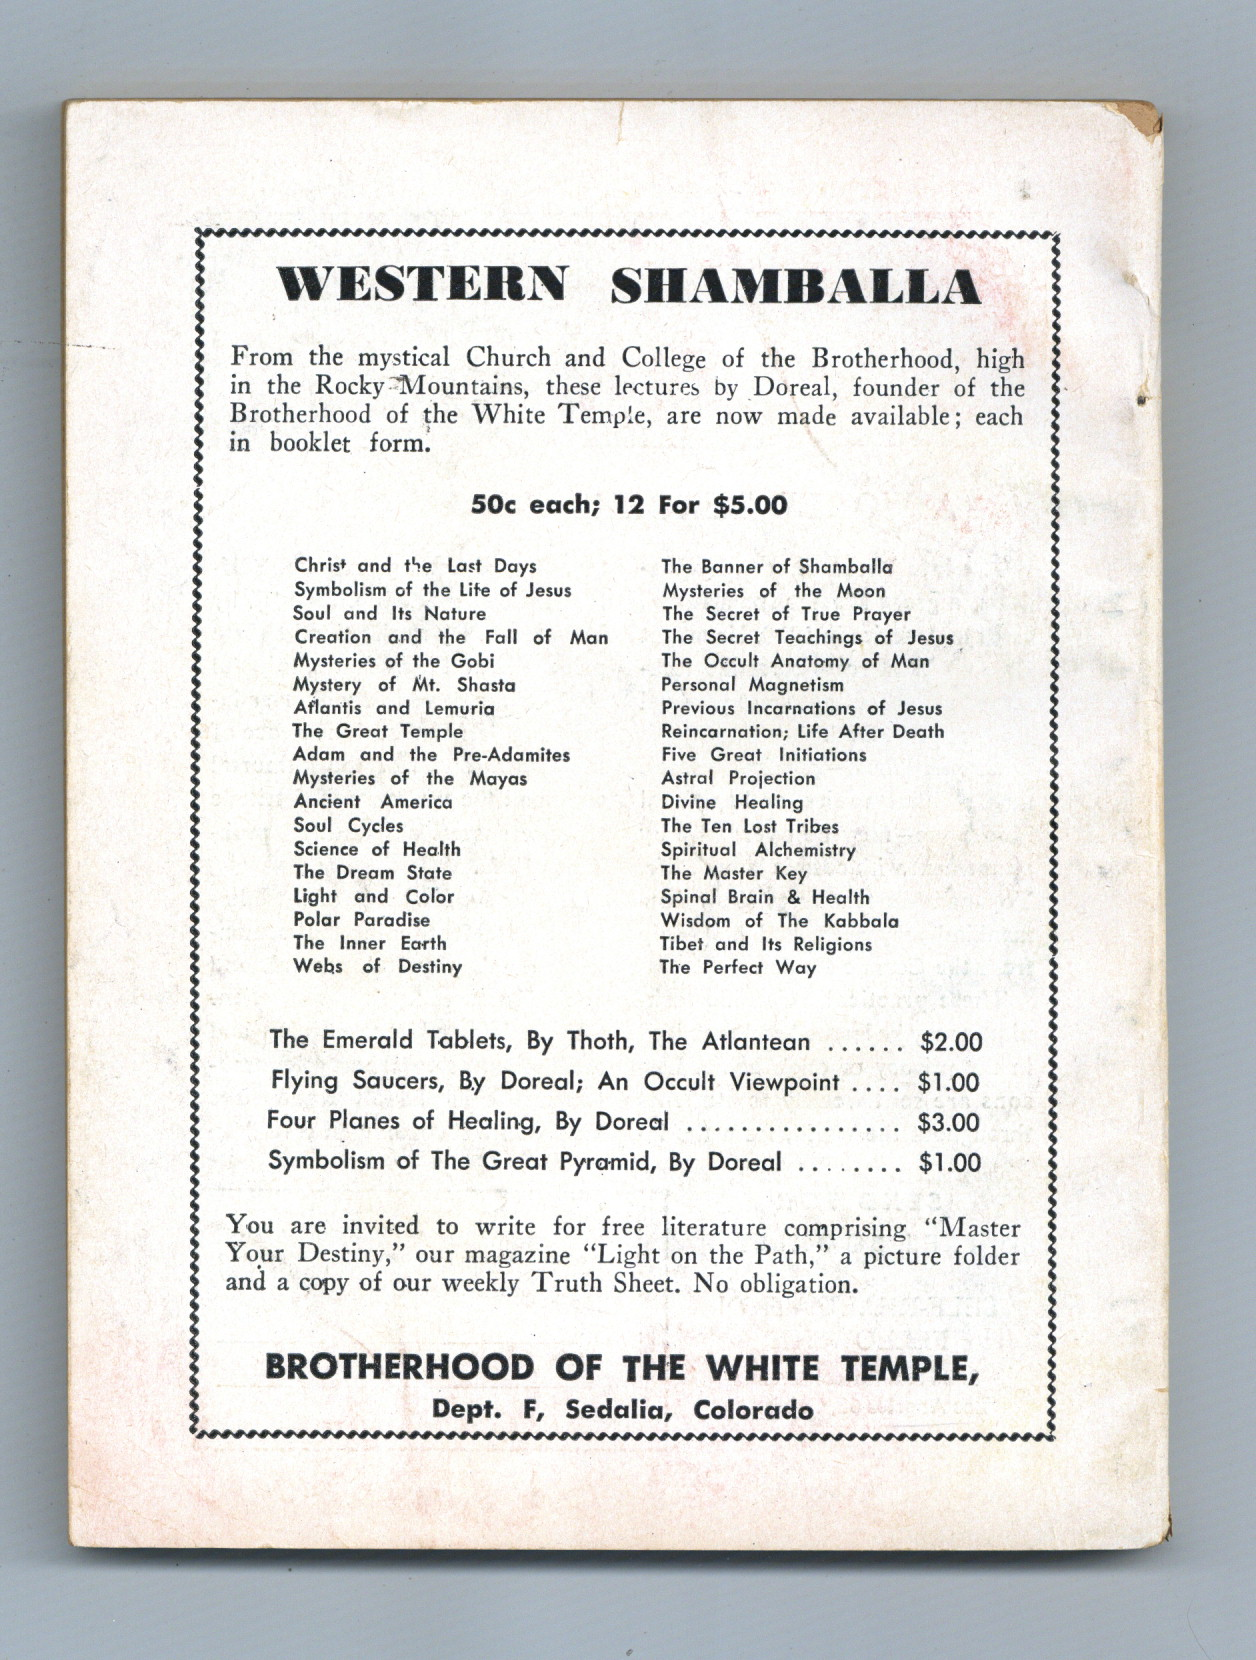 WESTERN SHAMBALLA
From the mystical Church and College of the Brotherhood, high
in the Rocky Mountains, these lectures by Doreal, founder of the
Brotherhood of the White Temple, are now made available; each
in booklet form.
50c each; 12 For $5.00
Christ and the Last Days
Symbolism of the Life of Jesus
Soul and Its Nature
Creation and the Fall of Man
Mysteries of the Gobi
Mystery of Mt. Shasta
Atlantis and Lemuria
The Great Temple
Adam and the Pre-Adamites
Mysteries of the Mayas
Ancient America
Soul Cycles
Science of Health
The Dream State
Light and Color
Polar Paradise
The Inner Earth
Webs of Destiny
The Banner of Shamballa
Mysteries of the Moon
The Secret of True Prayer
The Secret Teachings of Jesus
The Occult Anatomy of Man
Personal Magnetism
Previous Incarnations of Jesus
Reincarnation; Life After Death
Five Great Initiations
Astral Projection
Divine Healing
The Ten Lost Tribes
Spiritual Alchemistry
The Master Key
Spinal Brain & Health
Wisdom of The Kabbala
Tibet and Its Religions
The Perfect Way
The Emerald Tablets, By Thoth, The Atlantean ...... $2.00
Flying Saucers, By Doreal; An Occult Viewpoint .... $1.00
Four Planes of Healing, By Doreal ................ $3.00
Symbolism of The Great Pyramid, By Doreal ........ $1.00
You are invited to write for free literature comprising "Master
Your Destiny," our magazine "Light on the Path," a picture folder
and a copy of our weekly Truth Sheet. No obligation.
BROTHERHOOD OF THE WHITE TEMPLE,
Dept. F, Sedalia, Colorado